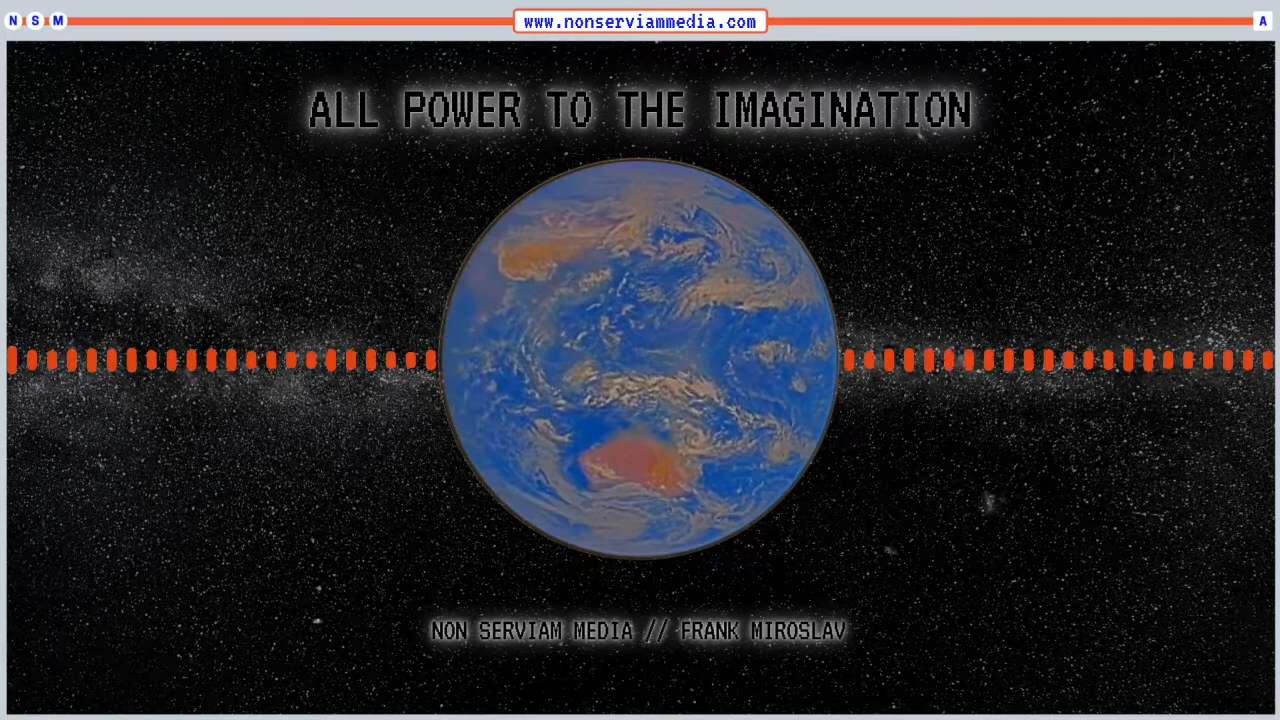 N S M
www.nonserviammedia.com
A
ALL POWER TO THE IMAGINATION
NON SERVIAM MEDIA // FRANK MIROSLAV